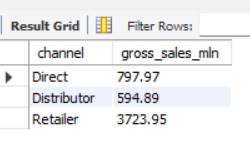 Result Grid Filter Rows:
channel gross_sales_mln
Direct 797.97
Distributor 594.89
Retailer 3723.95